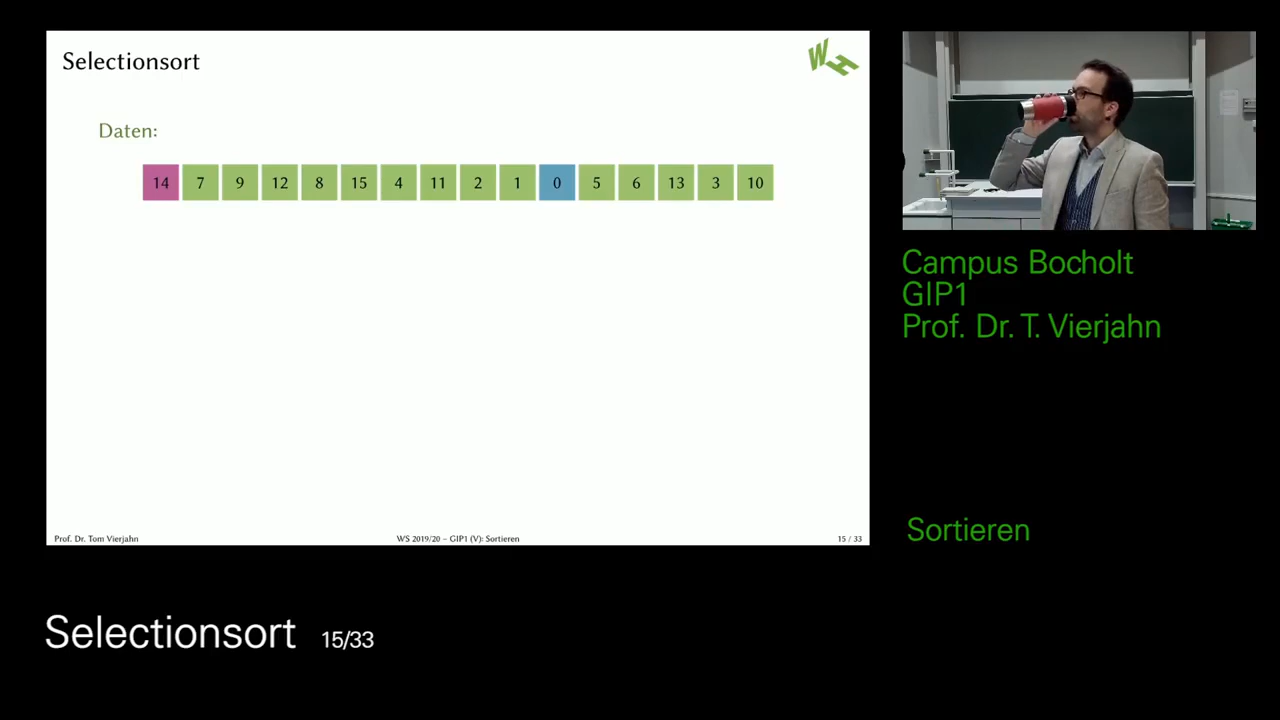 Selectionsort
WH
Daten:
14 7 9 12 8 15 4 11 2 1 0 5 6 13 3 10
Prof. Dr. Tom Vierjahn WS 2019/20 – GIP1 (V): Sortieren 15 / 33
Campus Bocholt
GIP1
Prof. Dr. T. Vierjahn
Sortieren
Selectionsort 15/33